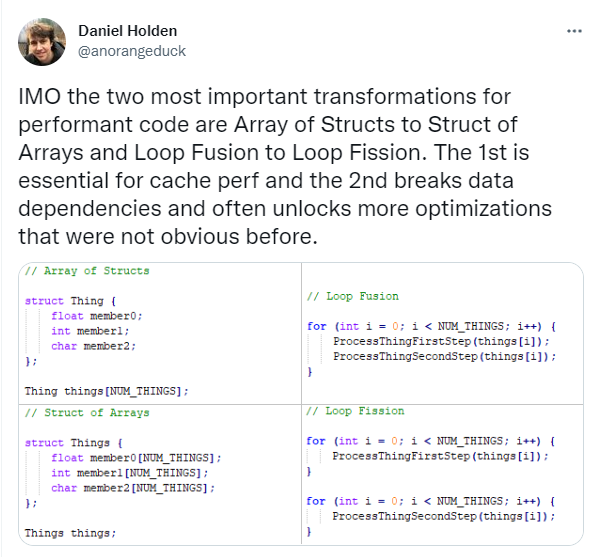 Daniel Holden
@anorangeduck
IMO the two most important transformations for
performant code are Array of Structs to Struct of
Arrays and Loop Fusion to Loop Fission. The 1st is
essential for cache perf and the 2nd breaks data
dependencies and often unlocks more optimizations
that were not obvious before.
// Array of Structs
struct Thing {
    float member0;
    int member1;
    char member2;
};
Thing things[NUM_THINGS];
// Loop Fusion
for (int i = 0; i < NUM_THINGS; i++) {
    ProcessThingFirstStep(things[i]);
    ProcessThingSecondStep(things[i]);
}
// Struct of Arrays
struct Things {
    float member0[NUM_THINGS];
    int member1[NUM_THINGS];
    char member2[NUM_THINGS];
};
Things things;
// Loop Fission
for (int i = 0; i < NUM_THINGS; i++) {
    ProcessThingFirstStep(things[i]);
}
for (int i = 0; i < NUM_THINGS; i++) {
    ProcessThingSecondStep(things[i]);
}